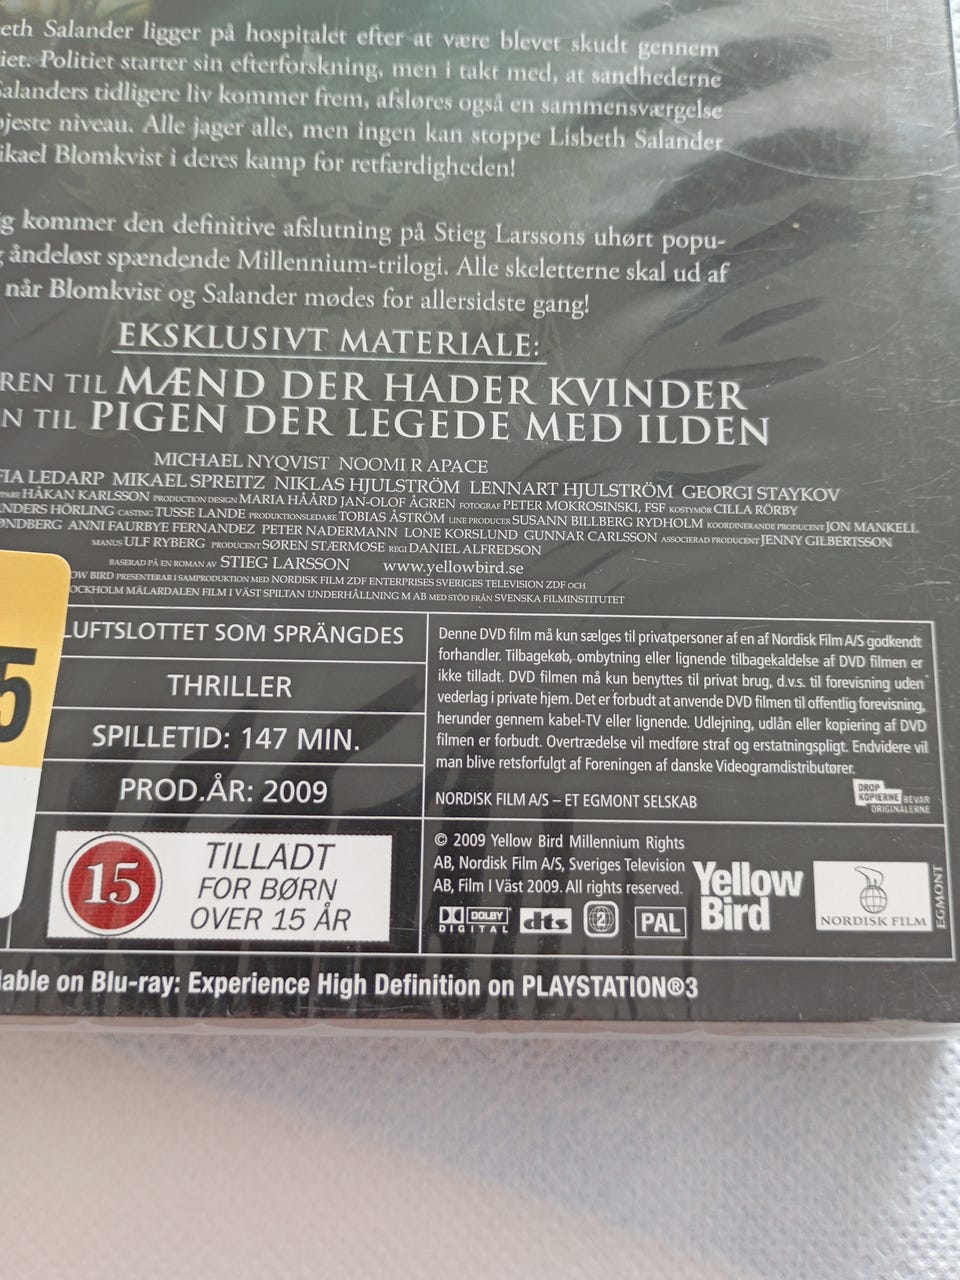 eth Salander ligger på hospitalet efter at være blevet skudt gennem
iet. Politiet starter sin efterforskning, men i takt med, at sandhederne
Salanders tidligere liv kommer frem, afsløres også en sammensværgelse
øjeste niveau. Alle jager alle, men ingen kan stoppe Lisbeth Salander
ikael Blomkvist i deres kamp for retfærdigheden!
ig kommer den definitive afslutning på Stieg Larssons uhørt popu-
g åndeløst spændende Millennium-trilogi. Alle skeletterne skal ud af
når Blomkvist og Salander mødes for allersidste gang!
EKSKLUSIVT MATERIALE:
REN TIL MÆND DER HADER KVINDER
N TIL PIGEN DER LEGEDE MED ILDEN
MICHAEL NYQVIST NOOMI RAPACE
FIA LEDARP MIKAEL SPREITZ NIKLAS HJULSTRÖM LENNART HJULSTRÖM GEORGI STAYKOV
HÅKAN KARLSSON PRODUCTION DESIGN MARIA HÅÅRD JAN-OLOF ÅGREN FOTOGRAF PETER MOKROSINSKI, FSF KOSTYMÖR CILLA RÖRBY
NDERS HÖRLING CASTING TUSSE LANDE PRODUKTIONSLEDARE TOBIAS ÅSTRÖM LINE PRODUCER SUSANN BILLBERG RYDHOLM KOORDINERANDE PRODUCENT JON MANKELL
ØNDBERG ANNI FAURBYE FERNANDEZ PETER NADERMANN LONE KORSLUND GUNNAR CARLSSON ASSOCIERAD PRODUCENT JENNY GILBERTSSON
MANUS ULF RYBERG PRODUCENT SØREN STÆRMOSE REGI DANIEL ALFREDSON
BASERAD PÅ EN ROMAN AV STIEG LARSSON www.yellowbird.se
OW BIRD PRESENTERAR I SAMPRODUKTION MED NORDISK FILM ZDF ENTERPRISES SVERIGES TELEVISION ZDF OCH
OCKHOLM MÄLARDALEN FILM I VÄST SPILTAN UNDERHÅLLNING M AB MED STÖD FRÅN SVENSKA FILMINSTITUTET
5
LUFTSLOTTET SOM SPRÄNGDES
THRILLER
SPILLETID: 147 MIN.
PROD.ÅR: 2009
15
TILLADT
FOR BØRN
OVER 15 ÅR
Denne DVD film må kun sælges til privatpersoner af en af Nordisk Film A/S godkendt
forhandler. Tilbagekøb, ombytning eller lignende tilbagekaldelse af DVD filmen er
ikke tilladt. DVD filmen må kun benyttes til privat brug, d.v.s. til forevisning uden
vederlag i private hjem. Det er forbudt at anvende DVD filmen til offentlig forevisning,
herunder gennem kabel-TV eller lignende. Udlejning, udlån eller kopiering af DVD
filmen er forbudt. Overtrædelse vil medføre straf og erstatningspligt. Endvidere vil
man blive retsforfulgt af Foreningen af danske Videogramdistributører.
NORDISK FILM A/S – ET EGMONT SELSKAB
DROP
KOPIERNE BEVAR
ORIGINALERNE
© 2009 Yellow Bird Millennium Rights
AB, Nordisk Film A/S, Sveriges Television
AB, Film I Väst 2009. All rights reserved.
DOLBY
DIGITAL
dts
2
PAL
Yellow
Bird
NORDISK FILM
EGMONT
lable on Blu-ray: Experience High Definition on PLAYSTATION®3